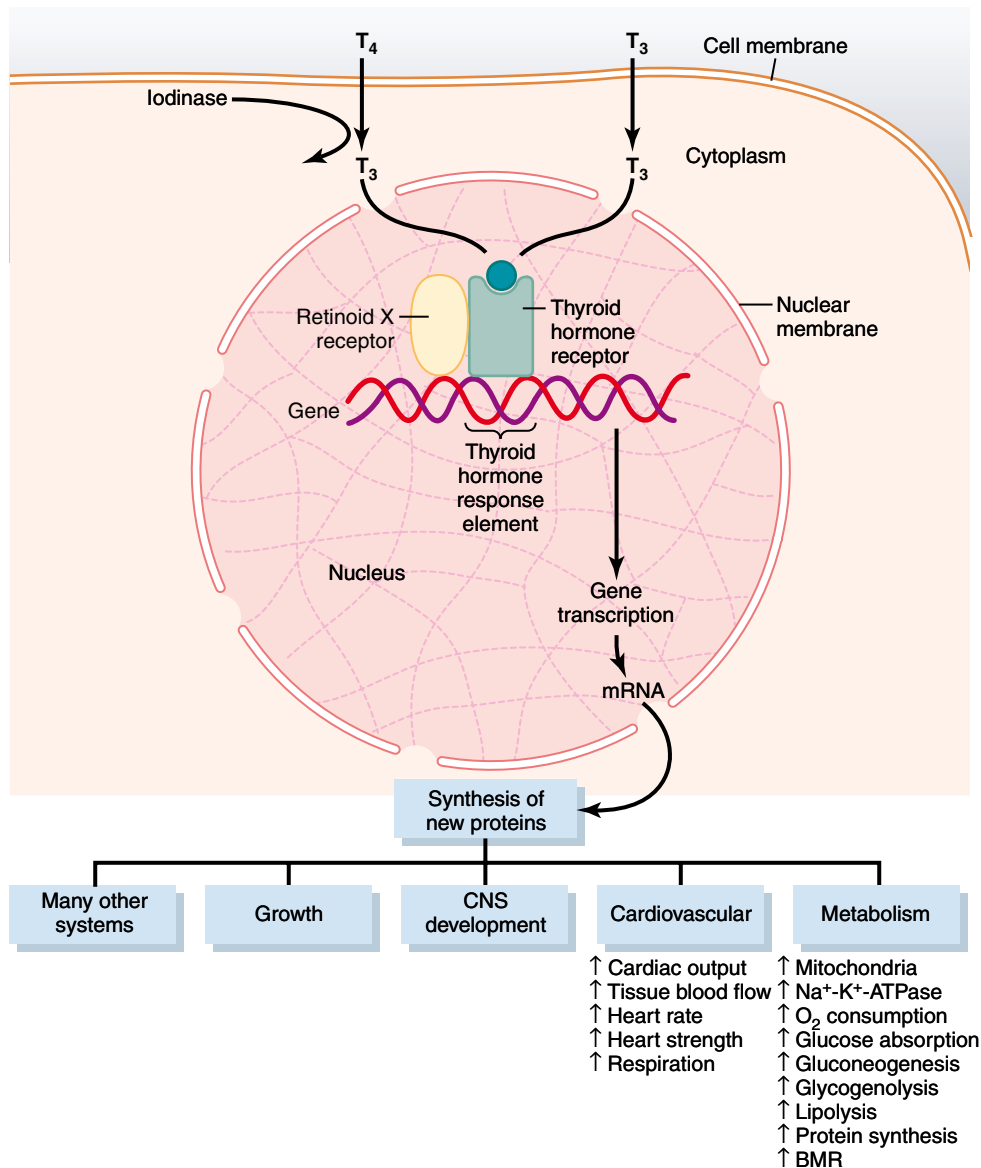 T4
T3
Cell membrane
Iodinase
T3
T3
Cytoplasm
Retinoid X
receptor
Thyroid
hormone
receptor
Nuclear
membrane
Gene
Thyroid
hormone
response
element
Nucleus
Gene
transcription
mRNA
Synthesis of
new proteins
Many other
systems
Growth
CNS
development
Cardiovascular
Metabolism
↑ Cardiac output
↑ Tissue blood flow
↑ Heart rate
↑ Heart strength
↑ Respiration
↑ Mitochondria
↑ Na⁺-K⁺-ATPase
↑ O₂ consumption
↑ Glucose absorption
↑ Gluconeogenesis
↑ Glycogenolysis
↑ Lipolysis
↑ Protein synthesis
↑ BMR